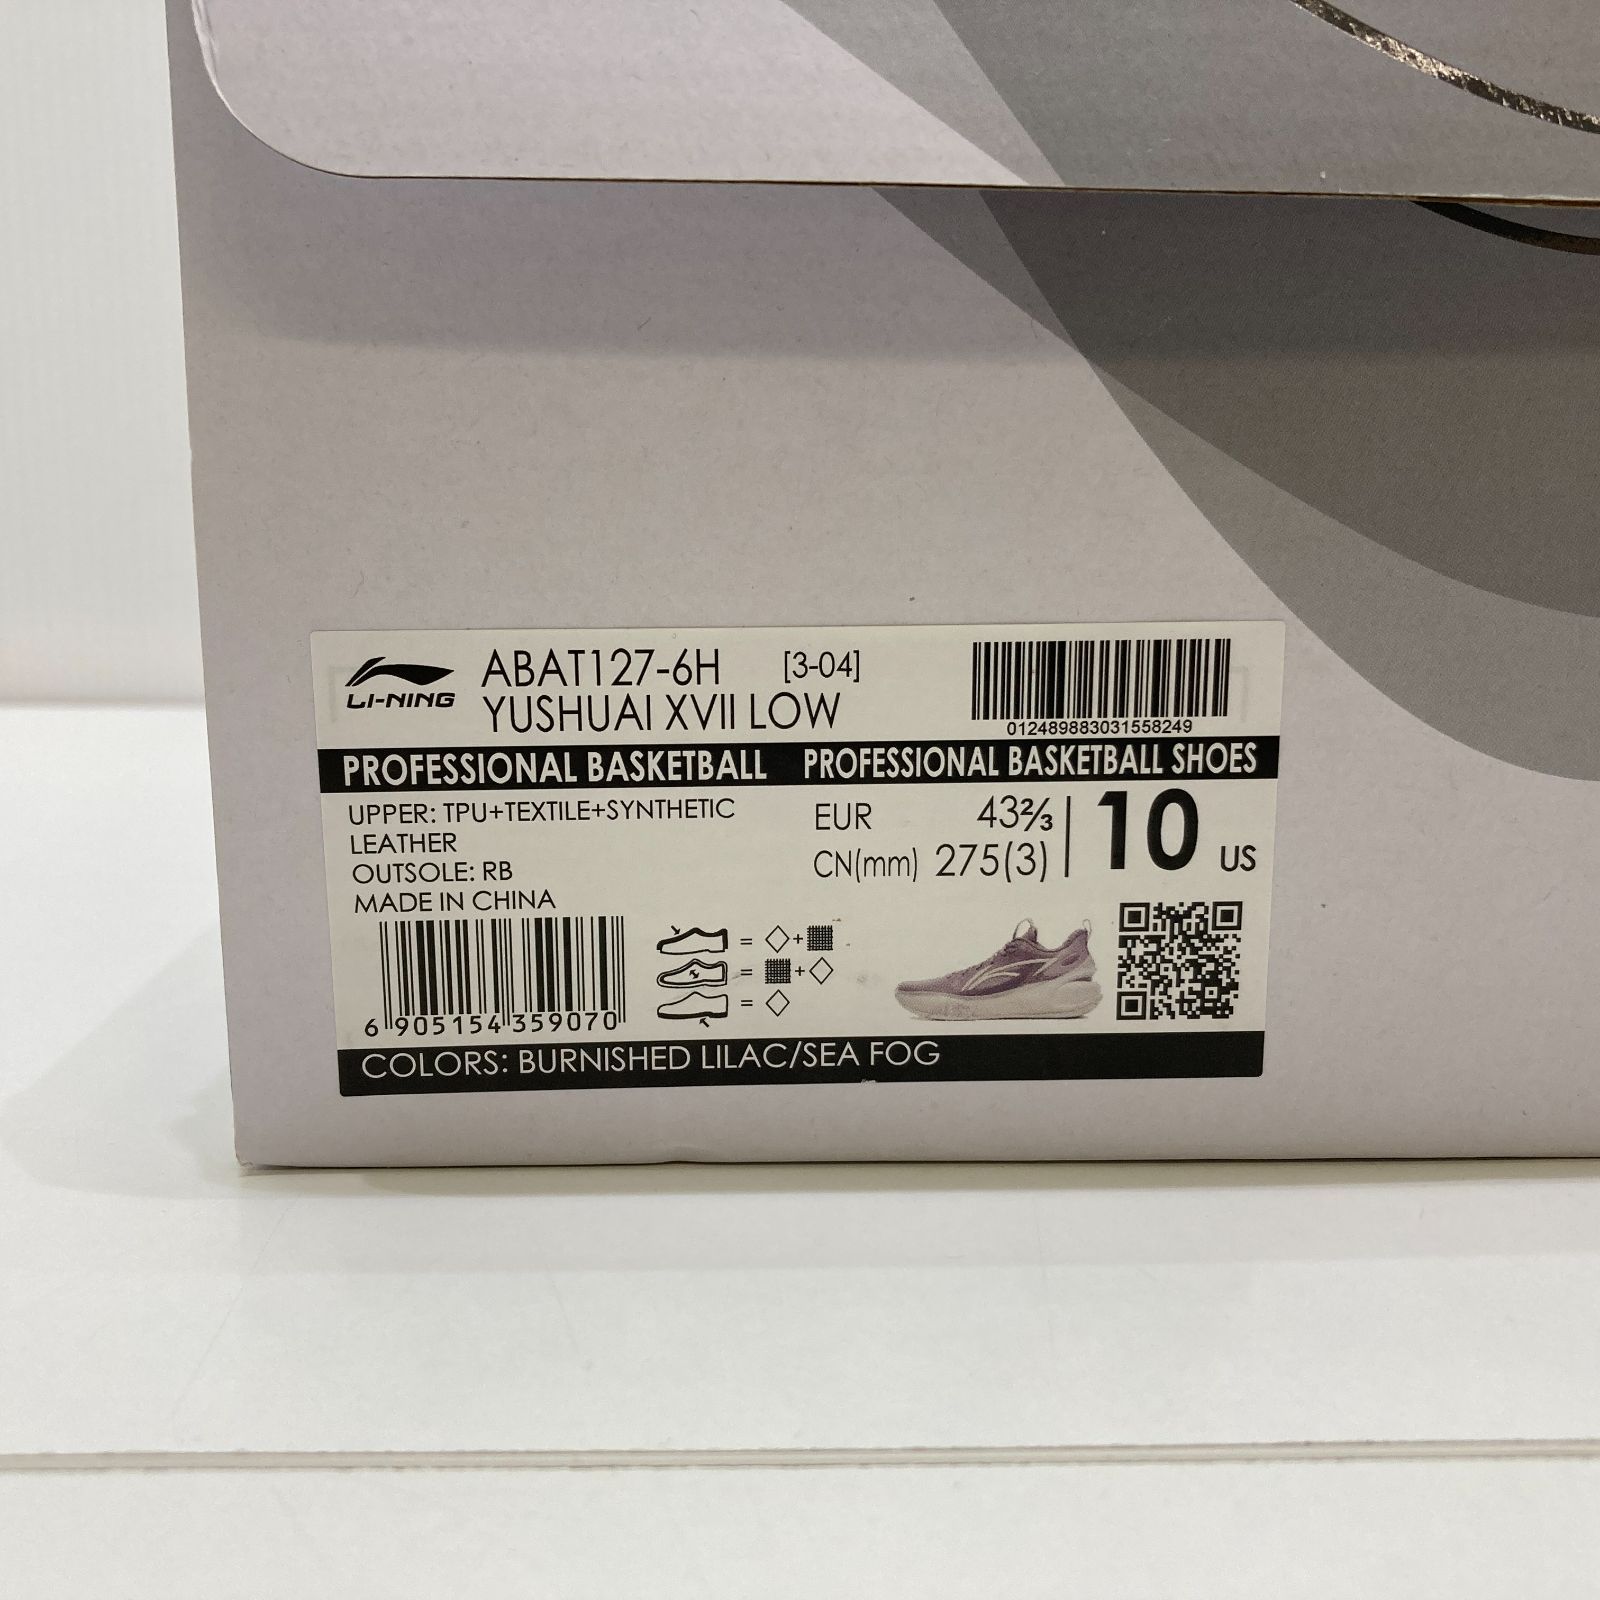 LI-NING
ABAT127-6H [3-04]
YUSHUAI XVII LOW
012489883031558249
PROFESSIONAL BASKETBALL PROFESSIONAL BASKETBALL SHOES
UPPER: TPU+TEXTILE+SYNTHETIC
LEATHER
OUTSOLE: RB
MADE IN CHINA
EUR 43⅔
CN(mm) 275(3)
10 US
6 905154 359070
= +
= +
=
COLORS: BURNISHED LILAC/SEA FOG